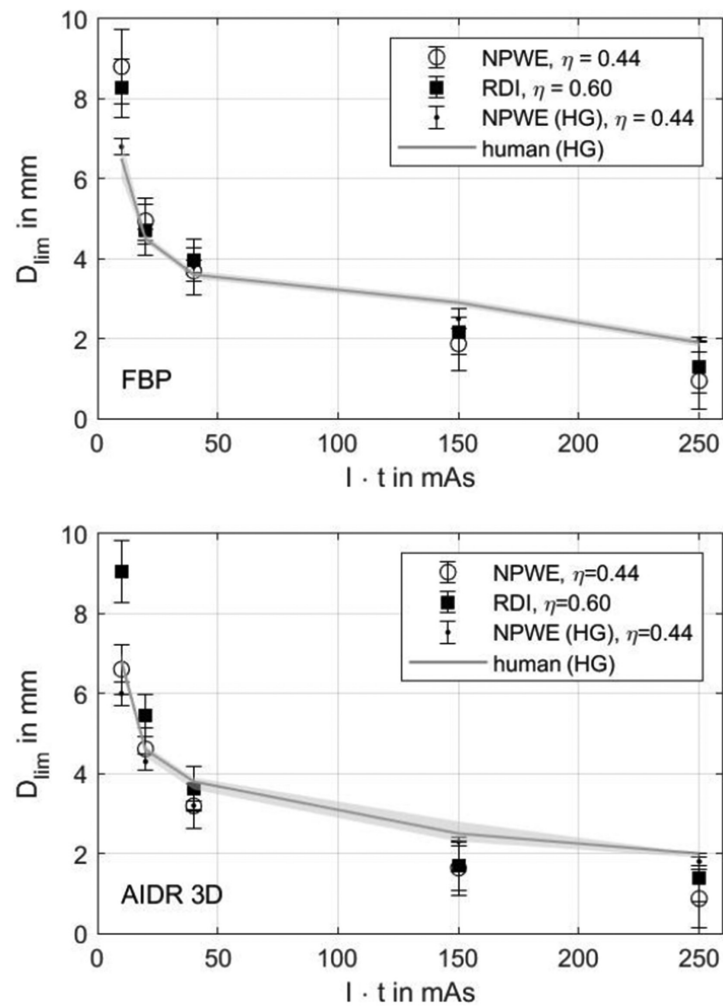 10
8
6
4
2
0
D_lim in mm
NPWE, η = 0.44
RDI, η = 0.60
NPWE (HG), η = 0.44
human (HG)
FBP
0 50 100 150 200 250
I · t in mAs
10
8
6
4
2
0
D_lim in mm
NPWE, η=0.44
RDI, η=0.60
NPWE (HG), η=0.44
human (HG)
AIDR 3D
0 50 100 150 200 250
I · t in mAs